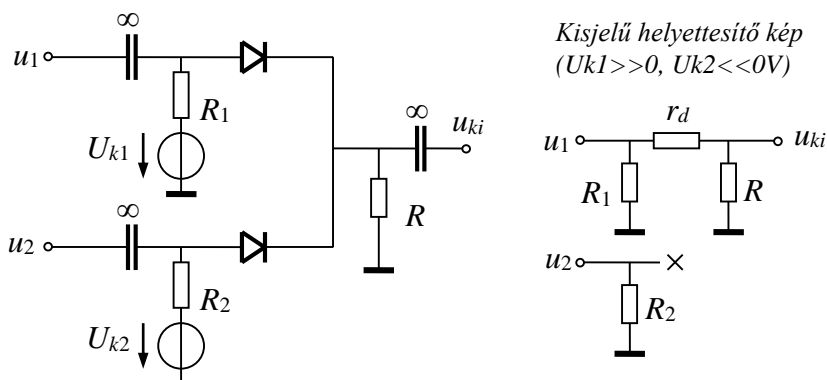 ∞
u1
R1
Uk1
∞
u2
R2
Uk2
∞
uki
R
Kisjelű helyettesítő kép
(Uk1>>0, Uk2<<0V)
rd
u1
uki
R1
R
u2
R2